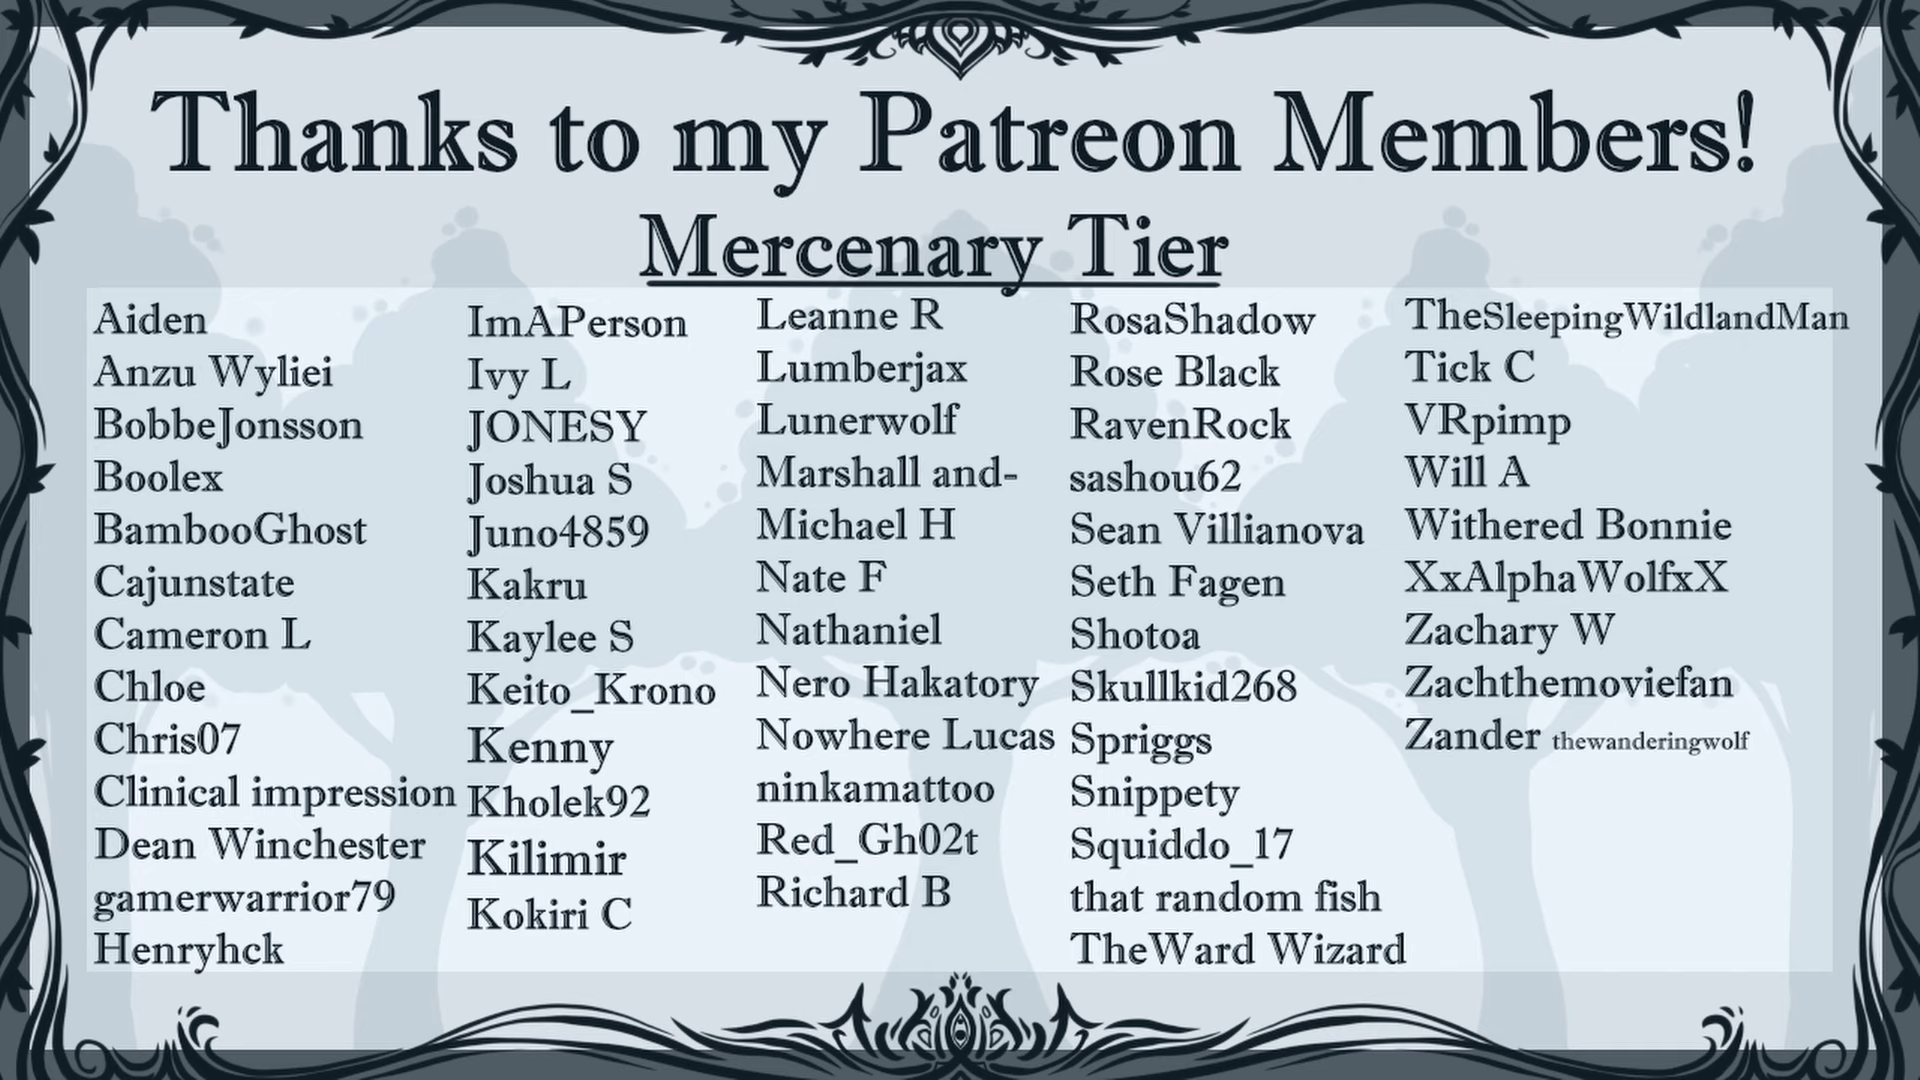 Thanks to my Patreon Members!
Mercenary Tier
Aiden
Anzu Wyliei
BobbeJonsson
Boolex
BambooGhost
Cajunstate
Cameron L
Chloe
Chris07
Clinical impression
Dean Winchester
gamerwarrior79
Henryhck
ImAPerson
Ivy L
JONESY
Joshua S
Juno4859
Kakru
Kaylee S
Keito_Krono
Kenny
Kholek92
Kilimir
Kokiri C
Leanne R
Lumberjax
Lunerwolf
Marshall and-
Michael H
Nate F
Nathaniel
Nero Hakatory
Nowhere Lucas
ninkamattoo
Red_Gh02t
Richard B
RosaShadow
Rose Black
RavenRock
sashou62
Sean Villianova
Seth Fagen
Shotoa
Skullkid268
Spriggs
Snippety
Squiddo_17
that random fish
TheWard Wizard
TheSleepingWildlandMan
Tick C
VRpimp
Will A
Withered Bonnie
XxAlphaWolfxX
Zachary W
Zachthemoviefan
Zander thewanderingwolf